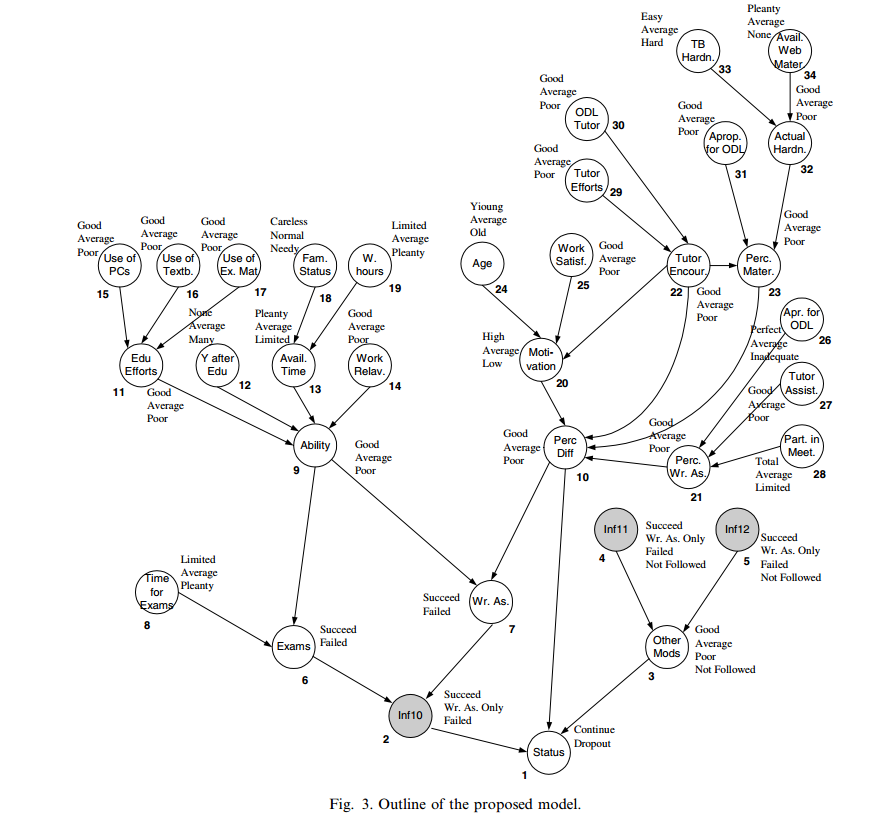 Easy
Average
Hard
TB
Hardn.
33
Pleanty
Average
None
Avail.
Web
Mater.
34
Good
Average
Poor
ODL
Tutor
30
Good
Average
Poor
Aprop.
for ODL
31
Good
Average
Poor
Actual
Hardn.
32
Good
Average
Poor
Tutor
Efforts
29
Good
Average
Poor
Yioung
Average
Old
Age
24
Work
Satisf.
25
Good
Average
Poor
Tutor
Encour.
22
Good
Average
Poor
Perc.
Mater.
23
Good
Average
Poor
Use of
PCs
15
Good
Average
Poor
Use of
Textb.
16
Good
Average
Poor
Use of
Ex. Mat
17
Careless
Normal
Needy
Fam.
Status
18
W.
hours
19
Limited
Average
Pleanty
Edu
Efforts
11
Good
Average
Poor
None
Average
Many
Y after
Edu
12
Pleanty
Average
Limited
Avail.
Time
13
Good
Average
Poor
Work
Relav.
14
High
Average
Low
Moti-
vation
20
Perfect
Average
Inadequate
Apr. for
ODL
26
Good
Average
Poor
Tutor
Assist.
27
Total
Average
Limited
Part. in
Meet.
28
Ability
9
Good
Average
Poor
Good
Average
Poor
Perc
Diff
10
Good
Average
Poor
Perc.
Wr. As.
21
Inf11
4
Succeed
Wr. As. Only
Failed
Not Followed
Inf12
5
Succeed
Wr. As. Only
Failed
Not Followed
Limited
Average
Pleanty
Time
for
Exams
8
Succeed
Failed
Wr. As.
7
Exams
6
Succeed
Failed
Other
Mods
3
Good
Average
Poor
Not Followed
Inf10
2
Succeed
Wr. As. Only
Failed
Status
1
Continue
Dropout
Fig. 3. Outline of the proposed model.